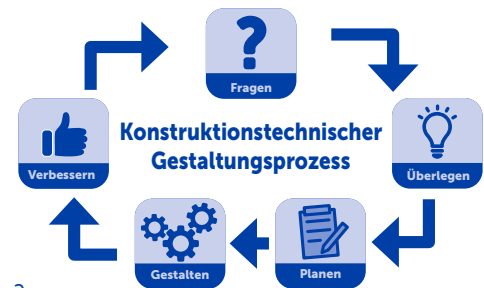 Fragen
Konstruktionstechnischer
Gestaltungsprozess
Verbessern
Überlegen
Gestalten
Planen